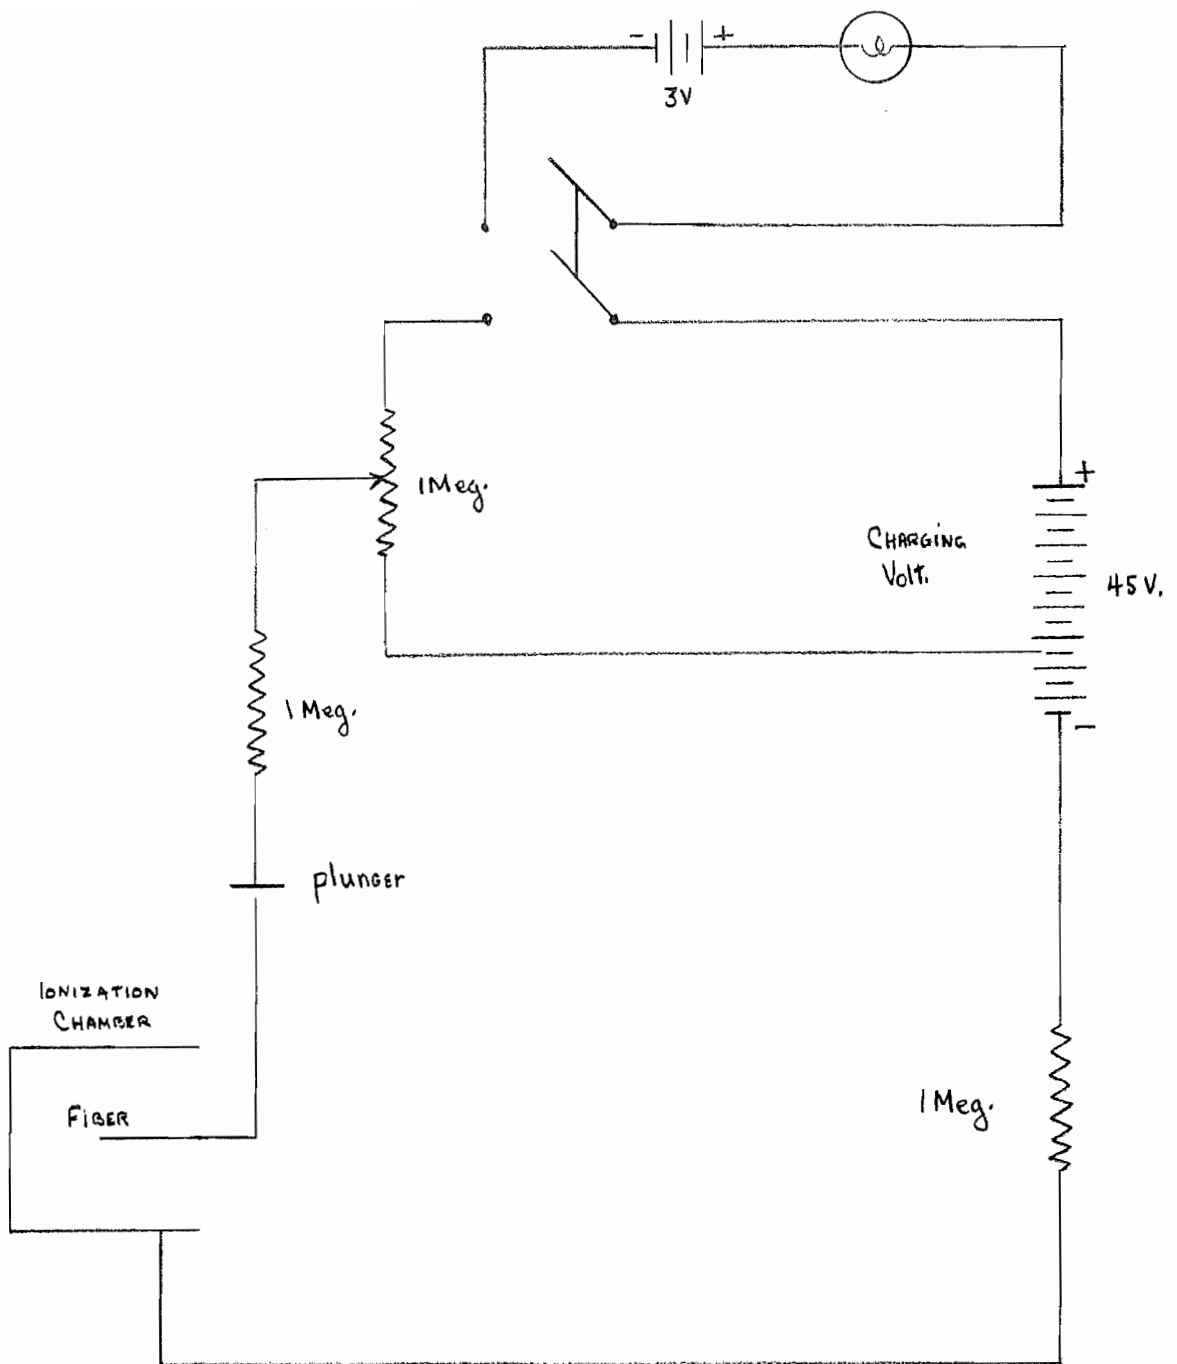 - +
3V
1Meg.
+
CHARGING
Volt.
45V.
1 Meg.
-
plunger
IONIZATION
CHAMBER
FIBER
1 Meg.